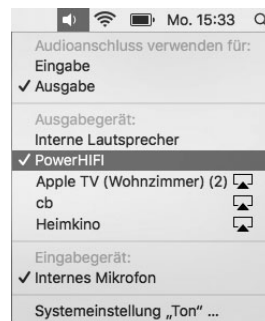 Mo. 15:33
Audioanschluss verwenden für:
Eingabe
✓ Ausgabe
Ausgabegerät:
Interne Lautsprecher
✓ PowerHIFI
Apple TV (Wohnzimmer) (2)
cb
Heimkino
Eingabegerät:
✓ Internes Mikrofon
Systemeinstellung „Ton“ ...